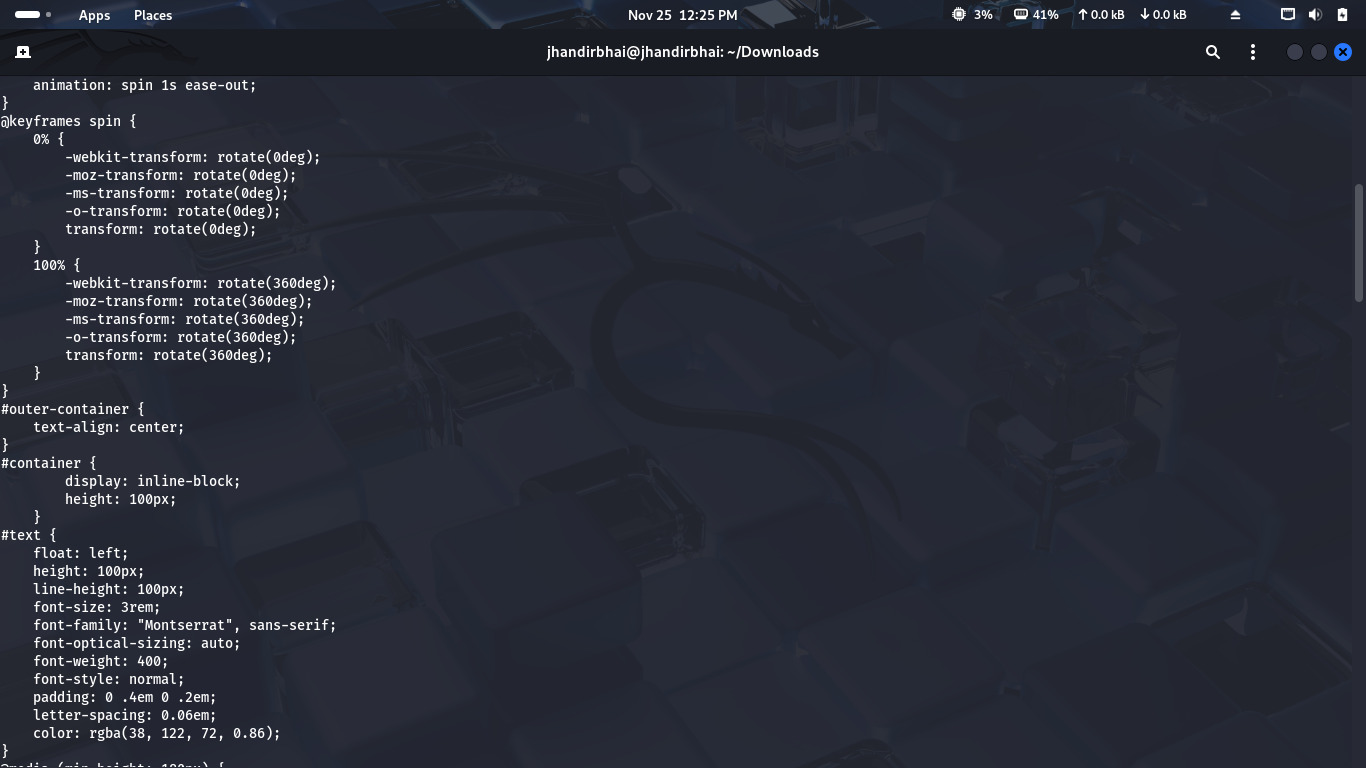 Apps Places Nov 25 12:25 PM 3% 41% 0.0 kB 0.0 kB
jhandirbhai@jhandirbhai: ~/Downloads
    animation: spin 1s ease-out;
}
@keyframes spin {
    0% {
        -webkit-transform: rotate(0deg);
        -moz-transform: rotate(0deg);
        -ms-transform: rotate(0deg);
        -o-transform: rotate(0deg);
        transform: rotate(0deg);
    }
    100% {
        -webkit-transform: rotate(360deg);
        -moz-transform: rotate(360deg);
        -ms-transform: rotate(360deg);
        -o-transform: rotate(360deg);
        transform: rotate(360deg);
    }
}
#outer-container {
    text-align: center;
}
#container {
        display: inline-block;
        height: 100px;
    }
#text {
    float: left;
    height: 100px;
    line-height: 100px;
    font-size: 3rem;
    font-family: "Montserrat", sans-serif;
    font-optical-sizing: auto;
    font-weight: 400;
    font-style: normal;
    padding: 0 .4em 0 .2em;
    letter-spacing: 0.06em;
    color: rgba(38, 122, 72, 0.86);
}